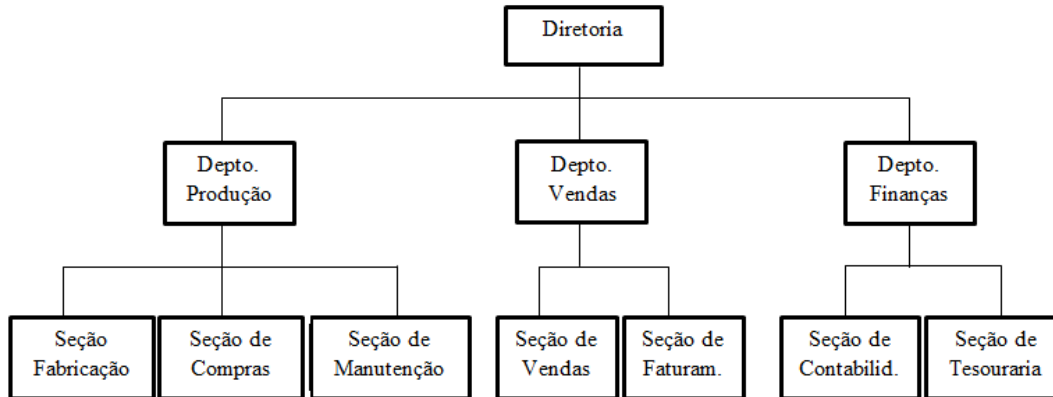 Diretoria
Depto.
Produção
Depto.
Vendas
Depto.
Finanças
Seção
Fabricação
Seção de
Compras
Seção de
Manutenção
Seção de
Vendas
Seção de
Faturam.
Seção de
Contabilid.
Seção de
Tesouraria